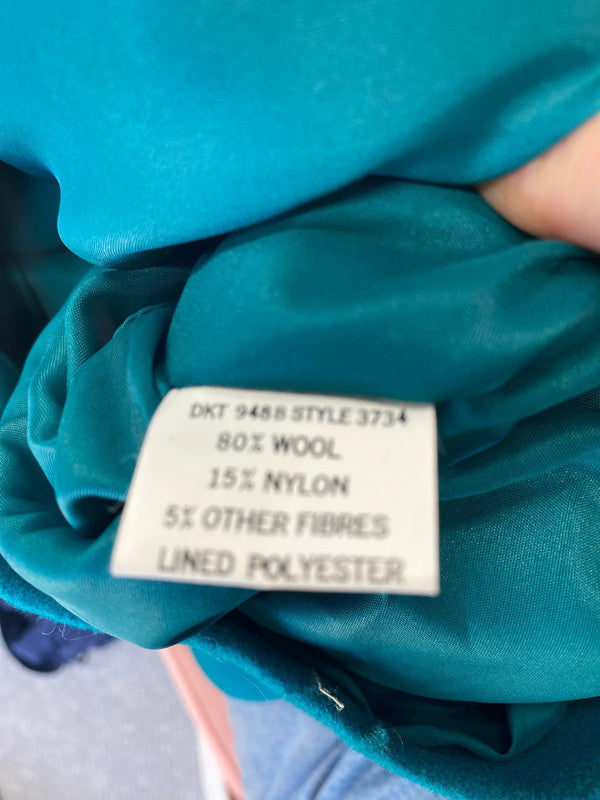 DKT 9488 STYLE 3734
80% WOOL
15% NYLON
5% OTHER FIBRES
LINED POLYESTER